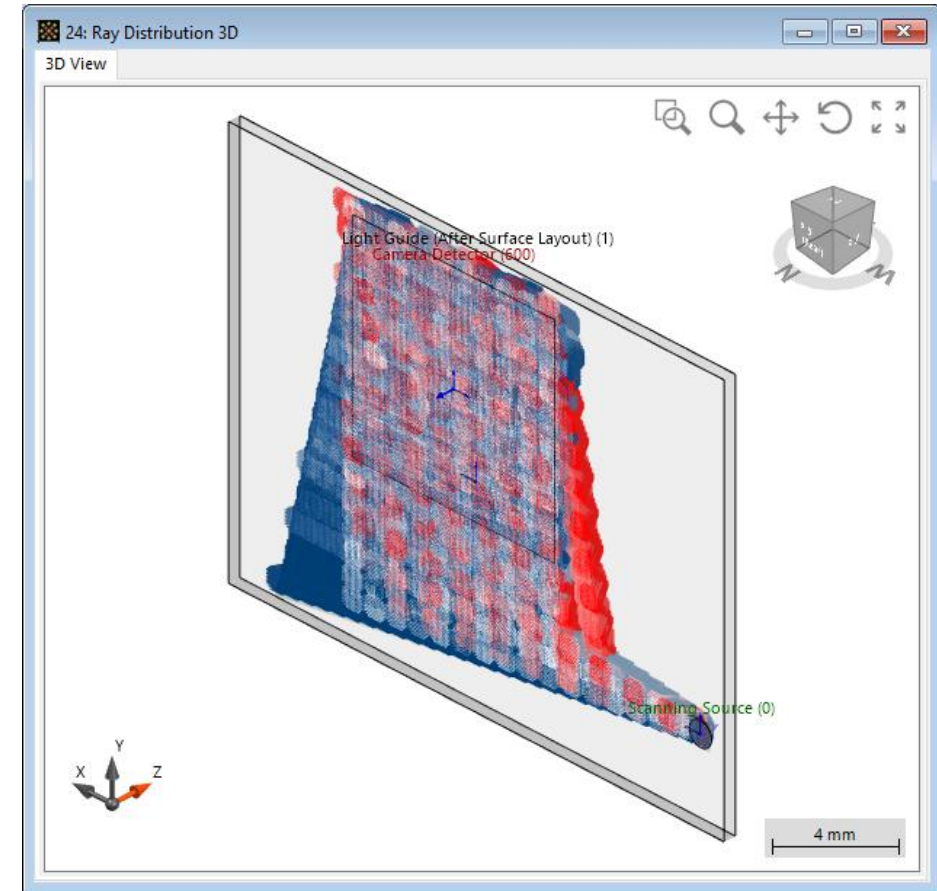 24: Ray Distribution 3D
3D View
Light Guide (After Surface Layout) (1)
Camera Detector (600)
Scanning Source (0)
Y
X
Z
4 mm